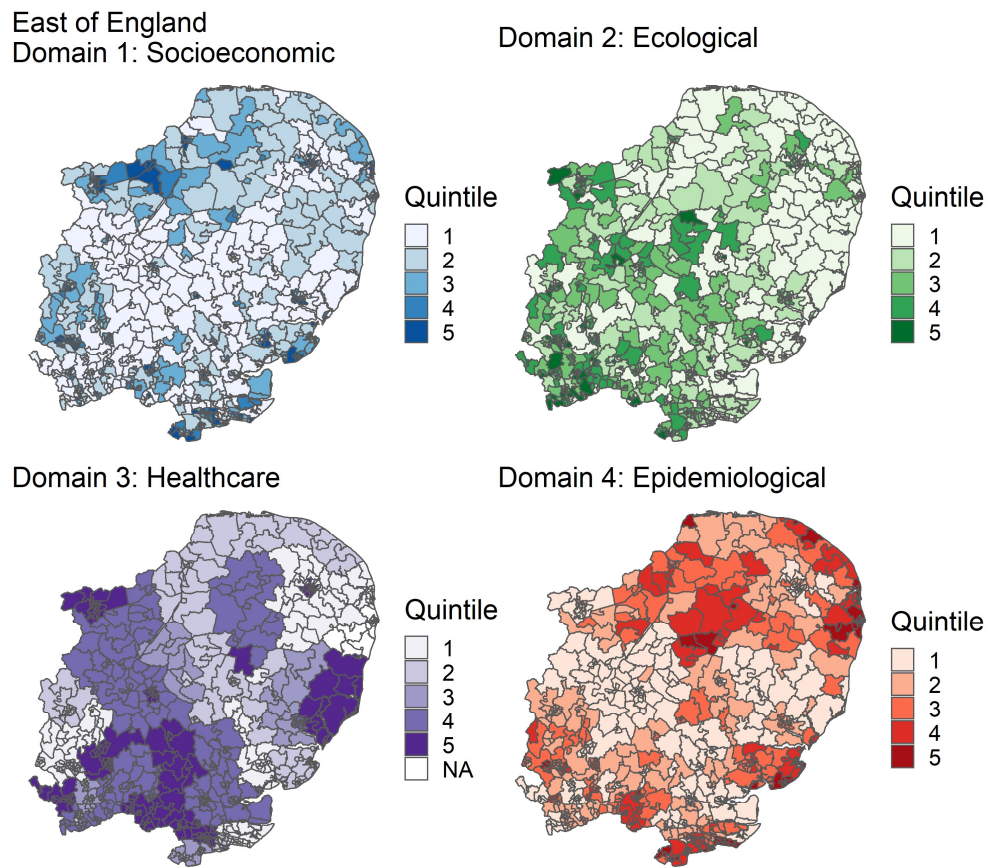 East of England
Domain 1: Socioeconomic
Domain 2: Ecological
Quintile
1
2
3
4
5
Quintile
1
2
3
4
5
Domain 3: Healthcare
Domain 4: Epidemiological
Quintile
1
2
3
4
5
NA
Quintile
1
2
3
4
5